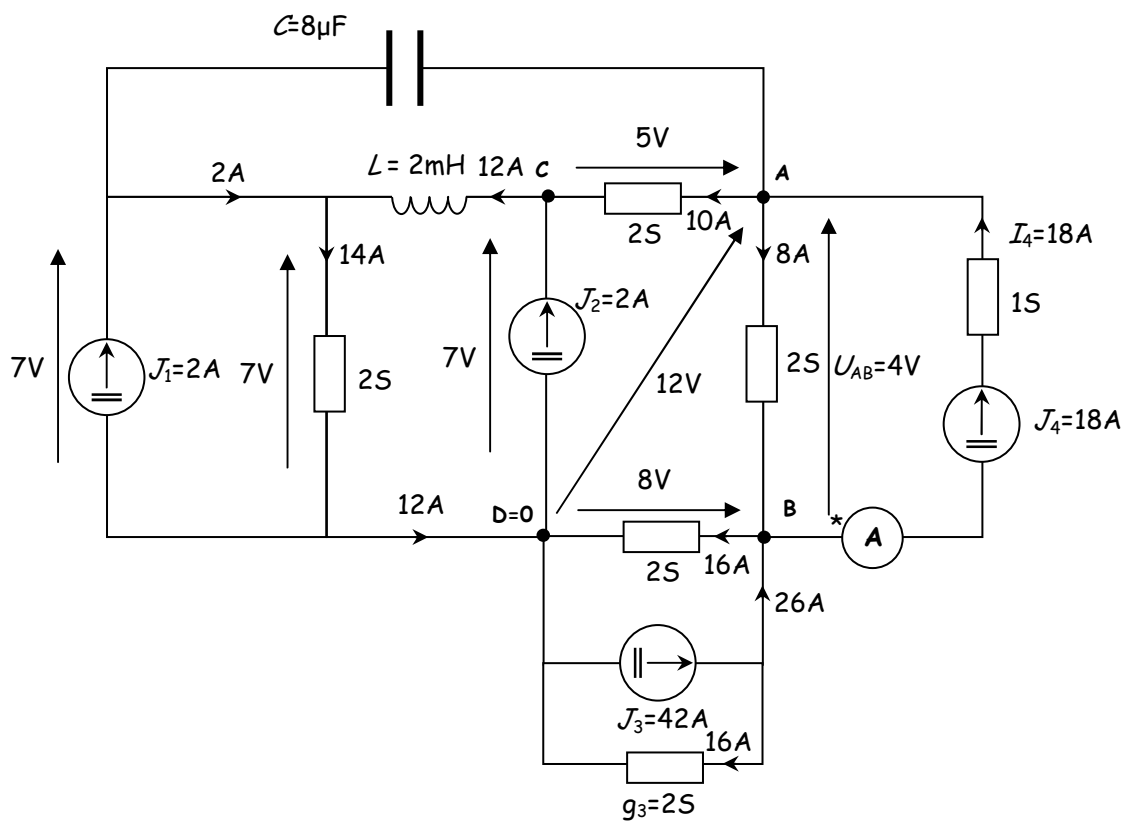 C=8µF
5V
2A
L = 2mH
12A
C
A
2S
10A
I₄=18A
14A
8A
1S
J₂=2A
7V
J₁=2A
7V
2S
7V
12V
2S
U_AB=4V
J₄=18A
12A
D=0
8V
B
*
A
2S
16A
26A
J₃=42A
16A
g₃=2S